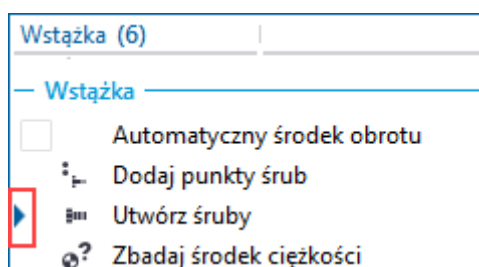 Wstążka (6)
Wstążka
Automatyczny środek obrotu
Dodaj punkty śrub
Utwórz śruby
Zbadaj środek ciężkości